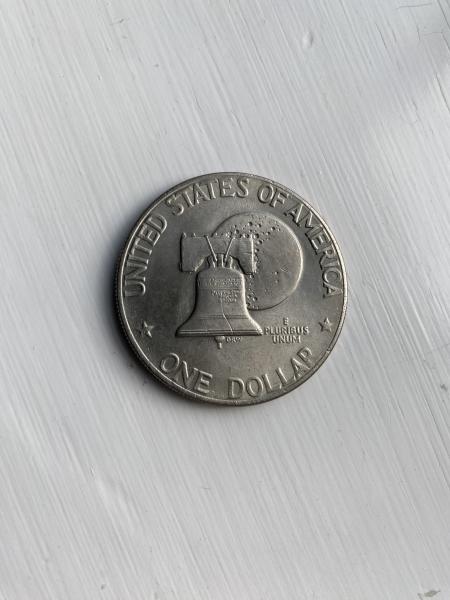 UNITED STATES OF AMERICA
E
PLURIBUS
UNUM
ONE DOLLAR